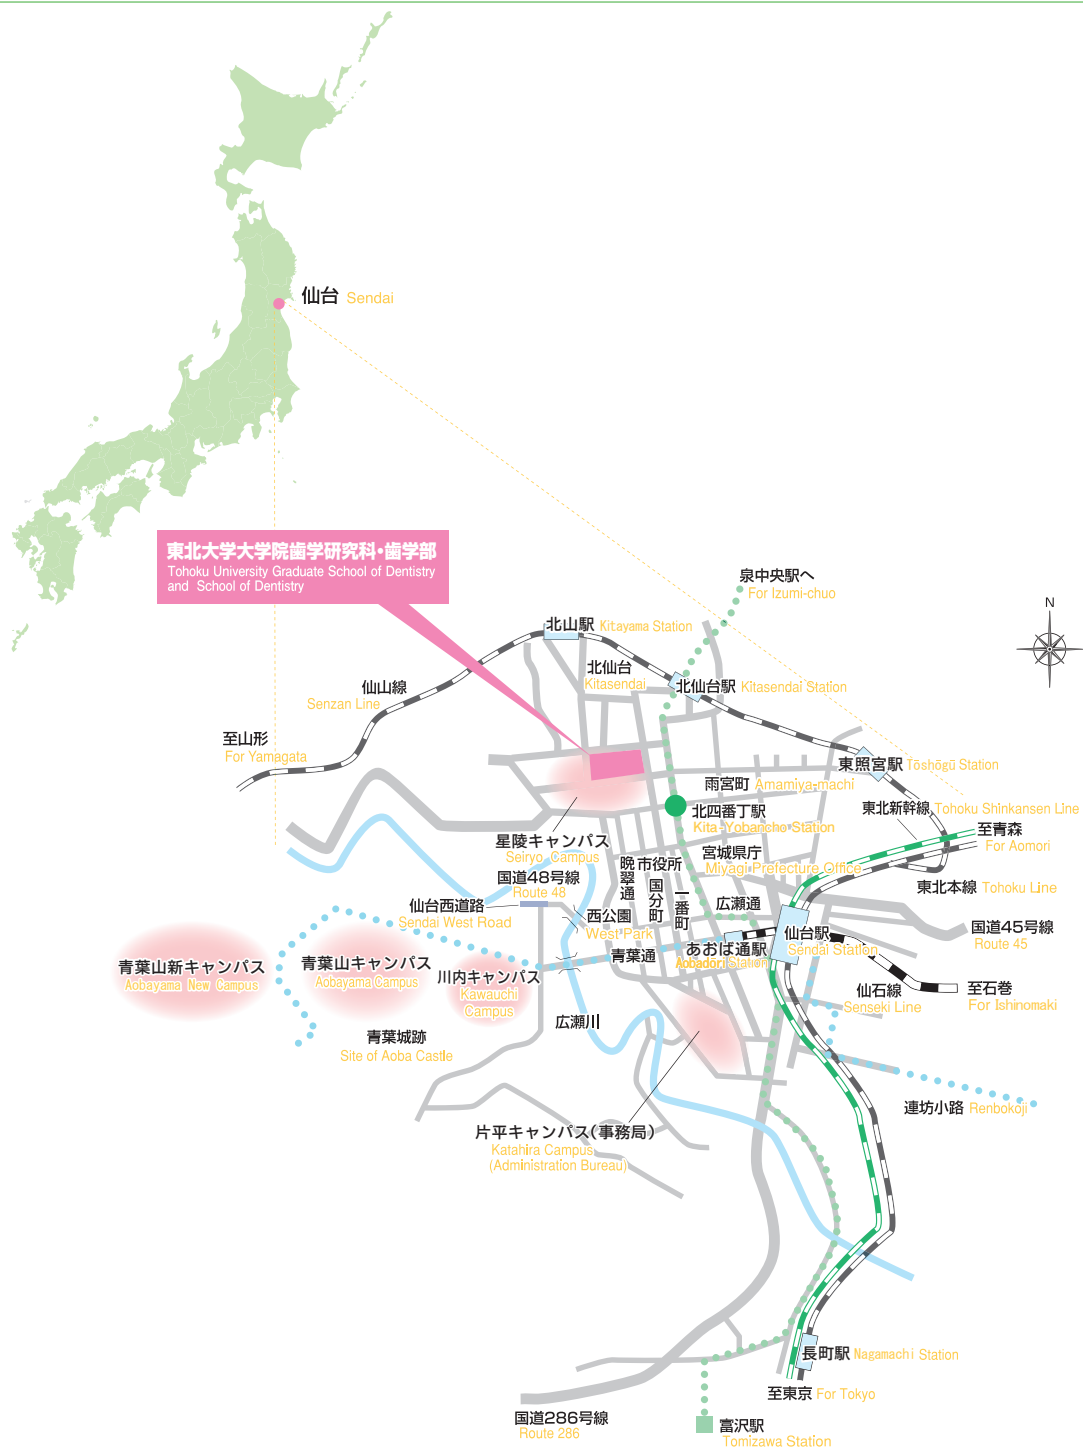 仙台 Sendai
東北大学大学院歯学研究科・歯学部
Tohoku University Graduate School of Dentistry
and School of Dentistry
泉中央駅へ
For Izumi-chuo
N
北山駅 Kitayama Station
北仙台
Kitasendai
北仙台駅 Kitasendai Station
仙山線
Senzan Line
至山形
For Yamagata
東照宮駅 Tōshōgū Station
雨宮町 Amamiya-machi
北四番丁駅
Kita-Yobancho Station
東北新幹線 Tohoku Shinkansen Line
至青森
For Aomori
星陵キャンパス
Seiryo Campus
宮城県庁
Miyagi Prefecture Office
市役所
晩翠通
国分町
一番町
国道48号線
Route 48
東北本線 Tohoku Line
仙台西道路
Sendai West Road
西公園
West Park
広瀬通
仙台駅
Sendai Station
国道45号線
Route 45
青葉通
あおば通駅
Aobadōri Station
青葉山新キャンパス
Aobayama New Campus
青葉山キャンパス
Aobayama Campus
川内キャンパス
Kawauchi
Campus
仙石線
Senseki Line
至石巻
For Ishinomaki
広瀬川
青葉城跡
Site of Aoba Castle
連坊小路 Renbokoji
片平キャンパス（事務局）
Katahira Campus
(Administration Bureau)
長町駅 Nagamachi Station
至東京 For Tokyo
国道286号線
Route 286
富沢駅
Tomizawa Station